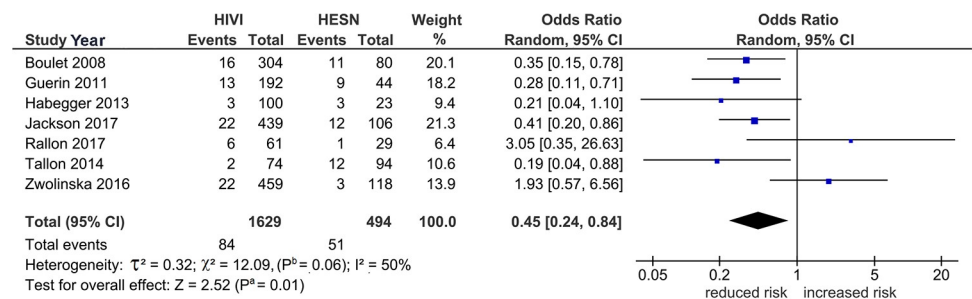 HIVI HESN Weight Odds Ratio Odds Ratio
Study Year Events Total Events Total % Random, 95% CI Random, 95% CI
Boulet 2008 16 304 11 80 20.1 0.35 [0.15, 0.78]
Guerin 2011 13 192 9 44 18.2 0.28 [0.11, 0.71]
Habegger 2013 3 100 3 23 9.4 0.21 [0.04, 1.10]
Jackson 2017 22 439 12 106 21.3 0.41 [0.20, 0.86]
Rallon 2017 6 61 1 29 6.4 3.05 [0.35, 26.63]
Tallon 2014 2 74 12 94 10.6 0.19 [0.04, 0.88]
Zwolinska 2016 22 459 3 118 13.9 1.93 [0.57, 6.56]
Total (95% CI) 1629 494 100.0 0.45 [0.24, 0.84]
Total events 84 51
Heterogeneity: τ² = 0.32; χ² = 12.09, (Pᵇ = 0.06); I² = 50%
Test for overall effect: Z = 2.52 (Pᵃ = 0.01)
0.05 0.2 1 5 20
reduced risk increased risk